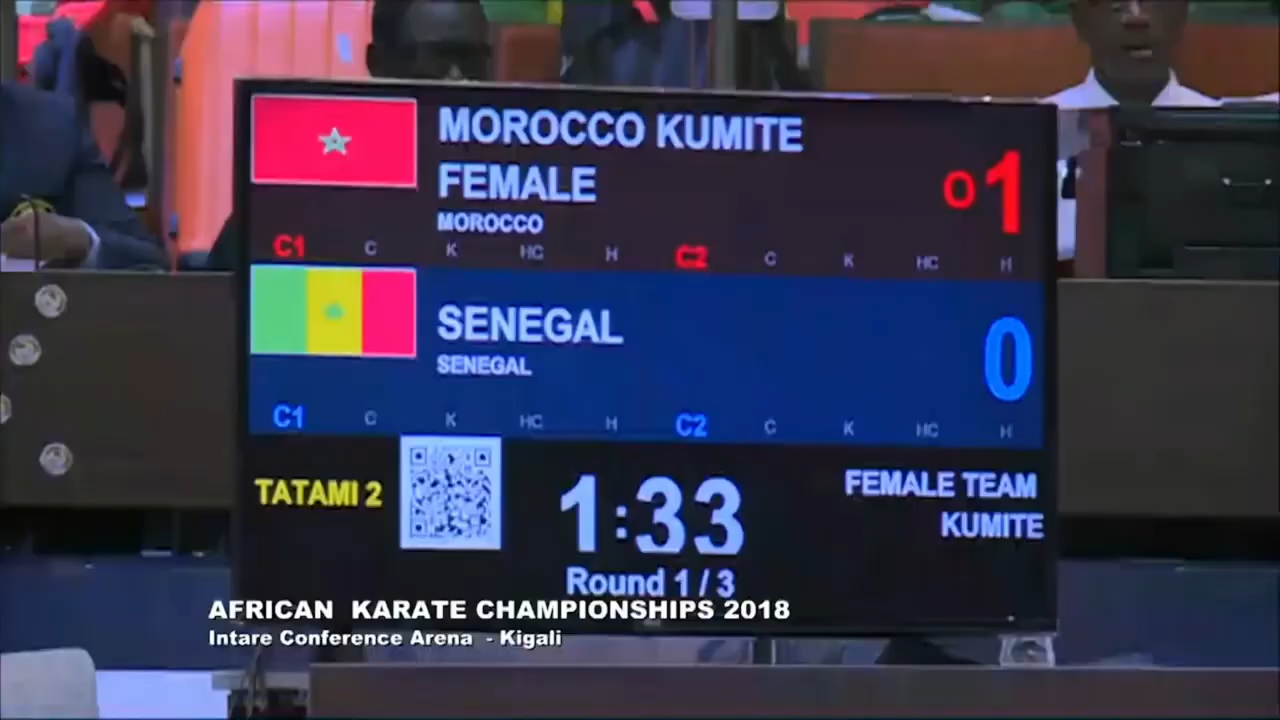 MOROCCO KUMITE
FEMALE
MOROCCO
O 1
C1 C K HC H C2 C K HC H
SENEGAL
SENEGAL
0
C1 C K HC H C2 C K HC H
TATAMI 2
1:33
FEMALE TEAM
KUMITE
Round 1 / 3
AFRICAN KARATE CHAMPIONSHIPS 2018
Intare Conference Arena - Kigali